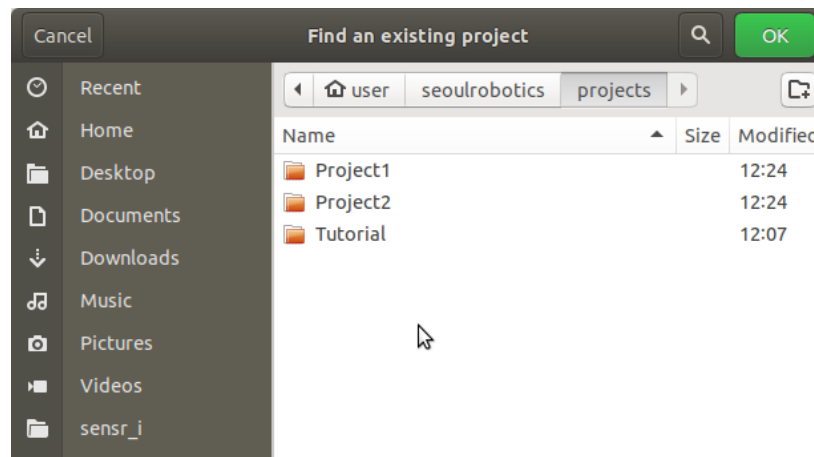 Cancel Find an existing project OK
Recent
Home
Desktop
Documents
Downloads
Music
Pictures
Videos
sensr_i
user seoulrobotics projects
Name Size Modified
Project1 12:24
Project2 12:24
Tutorial 12:07